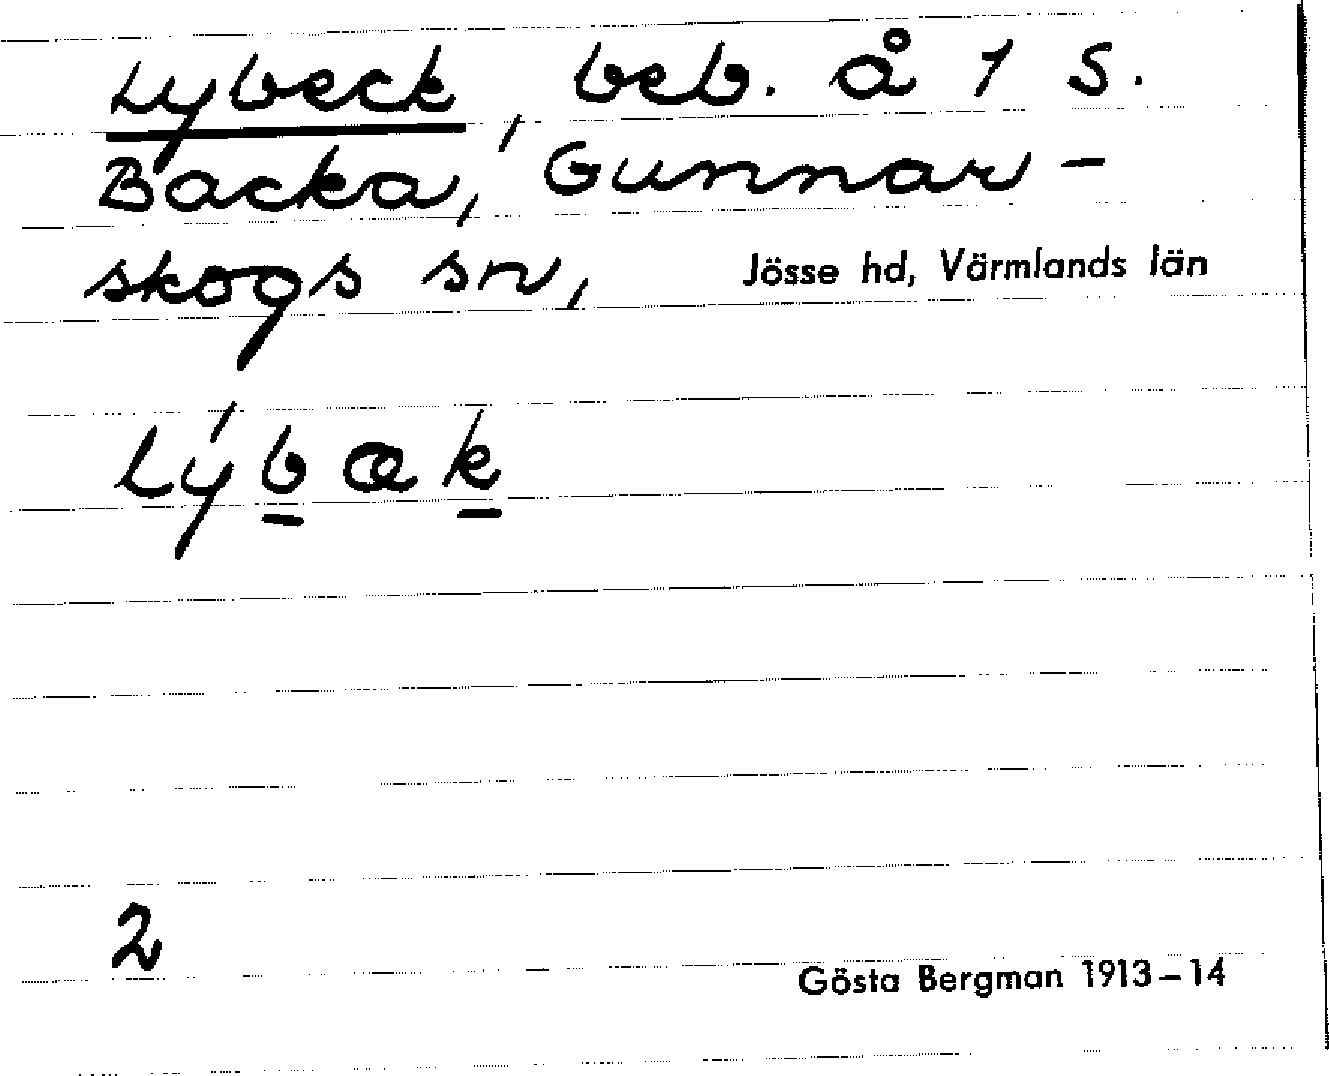 Lybeck, beb. å 1 S.
Backa, Gunnar-
skogs sn, Jösse hd, Värmlands län
Lýbæk
2
Gösta Bergman 1913–14